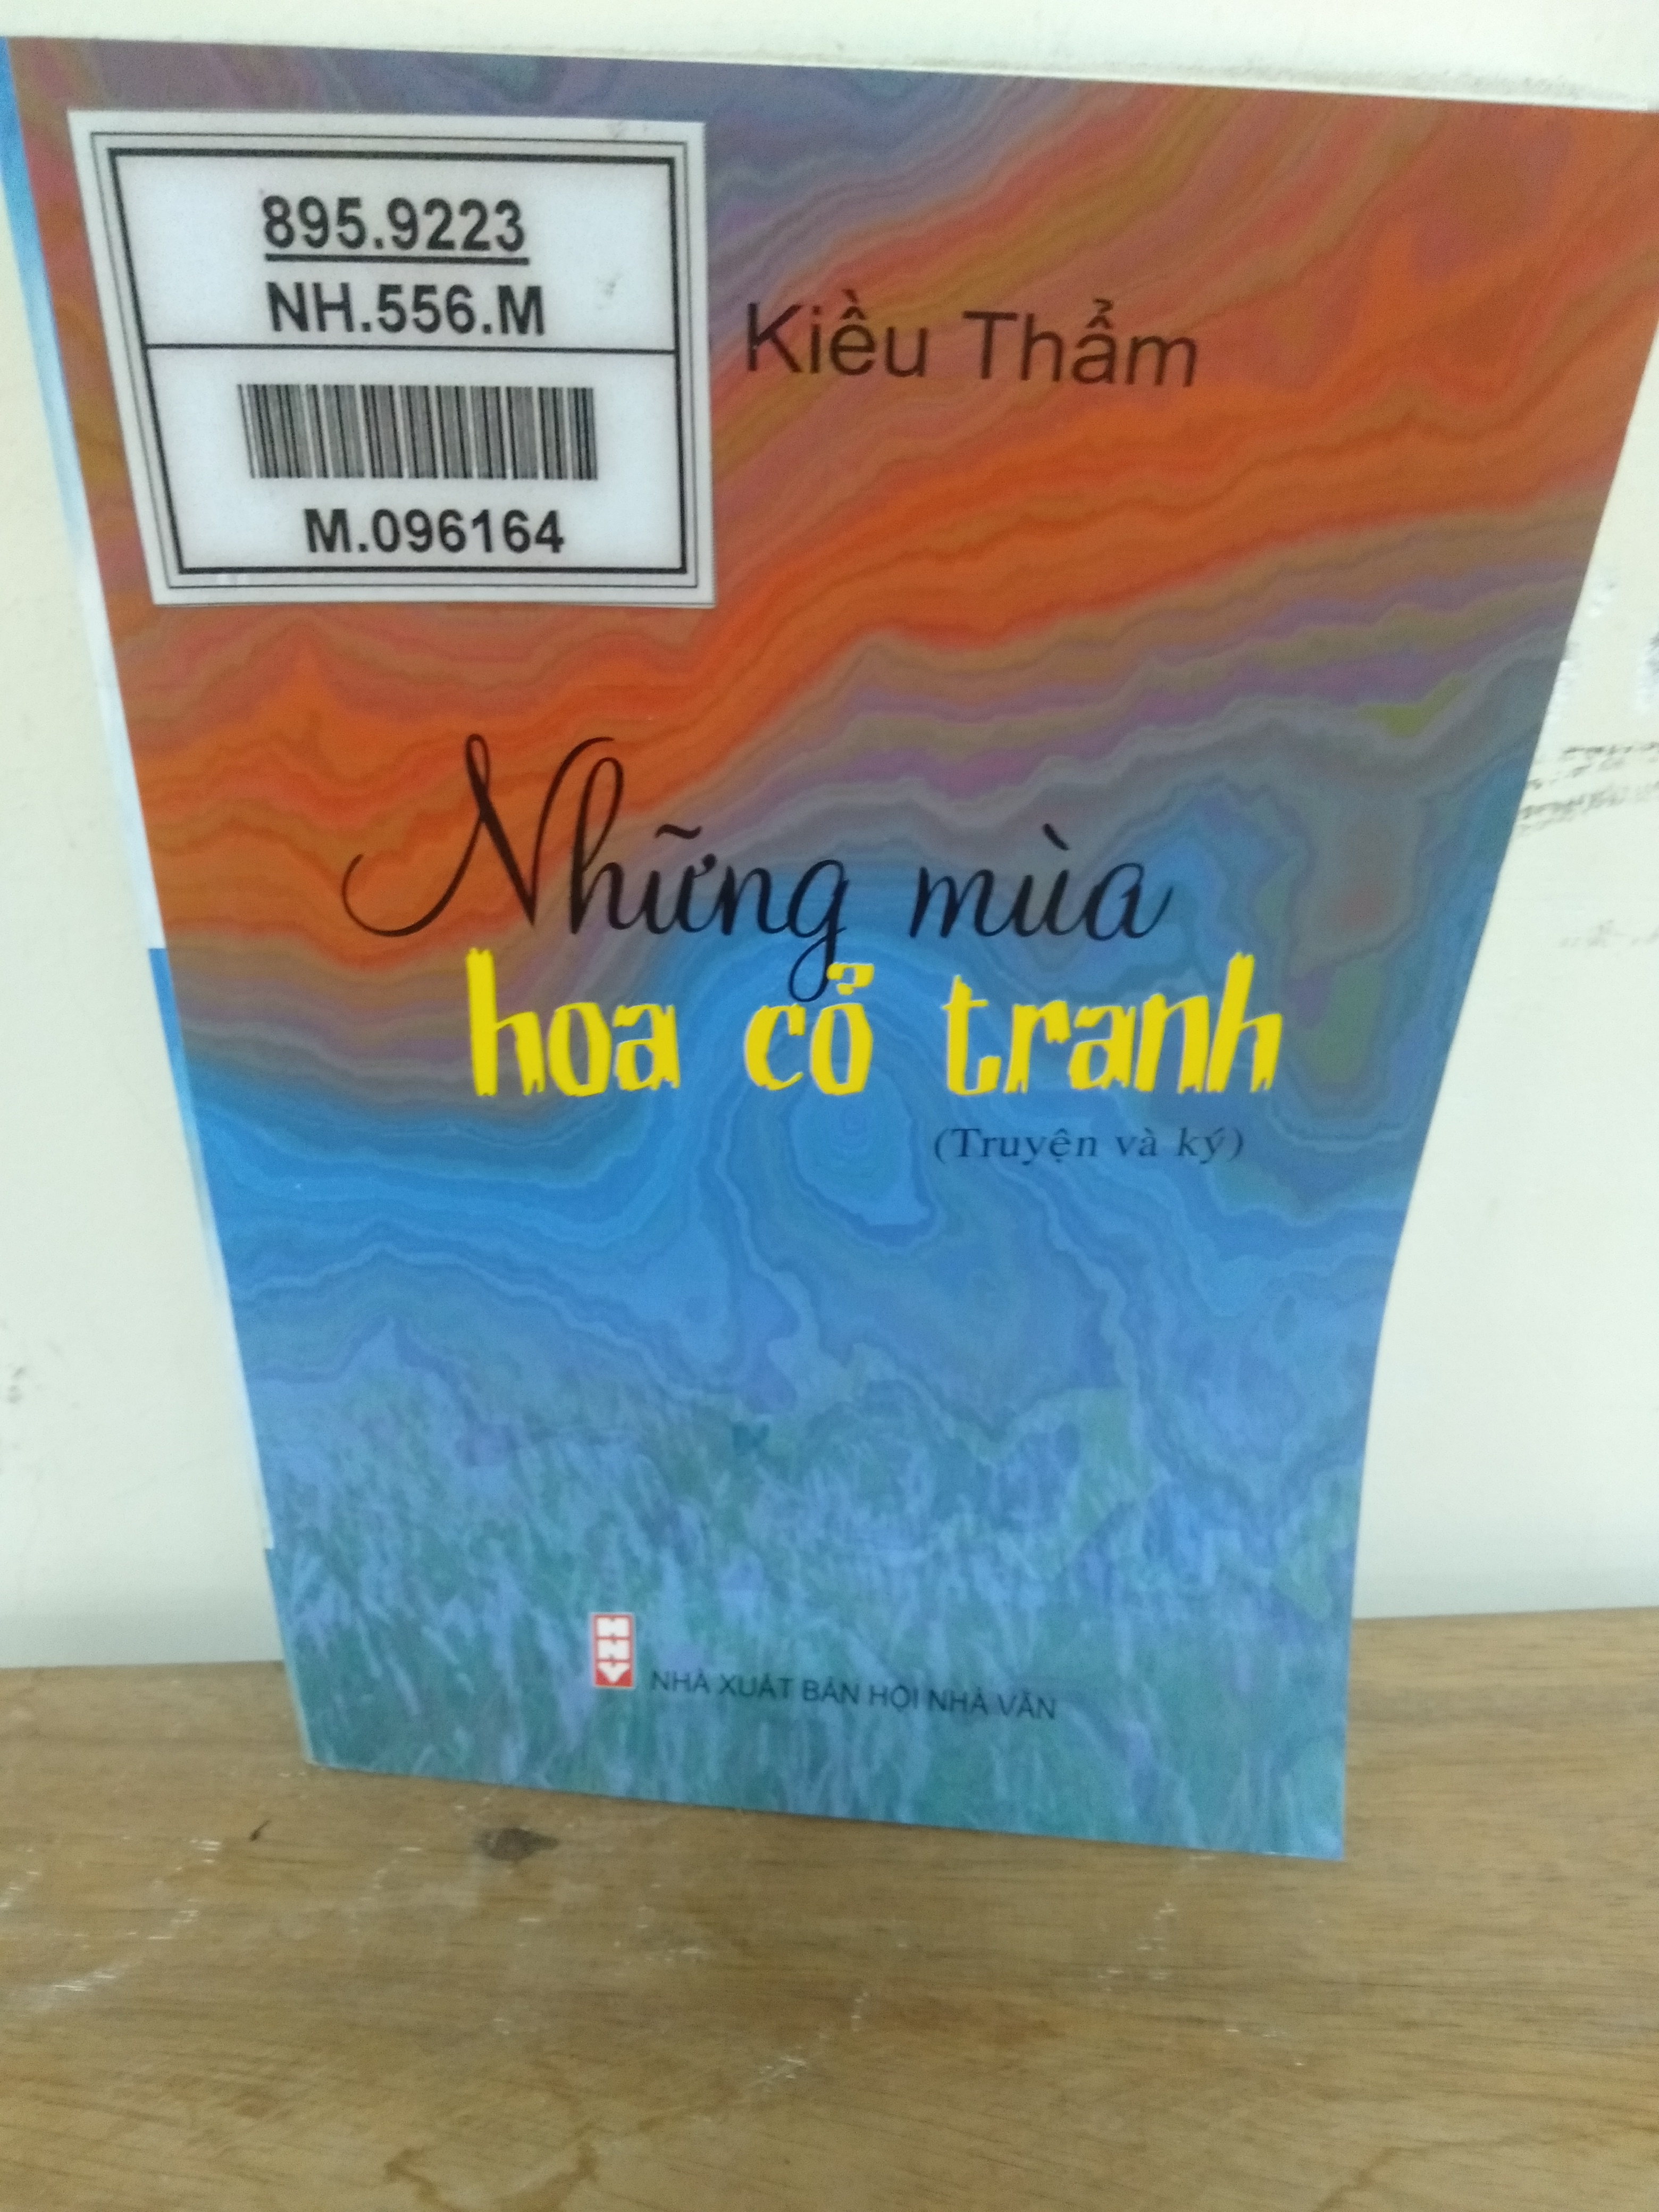 895.9223
NH.556.M
M.096164
Kiều Thẩm
Những mùa
hoa cỏ tranh
(Truyện và ký)
HNV
NHÀ XUẤT BẢN HỘI NHÀ VĂN